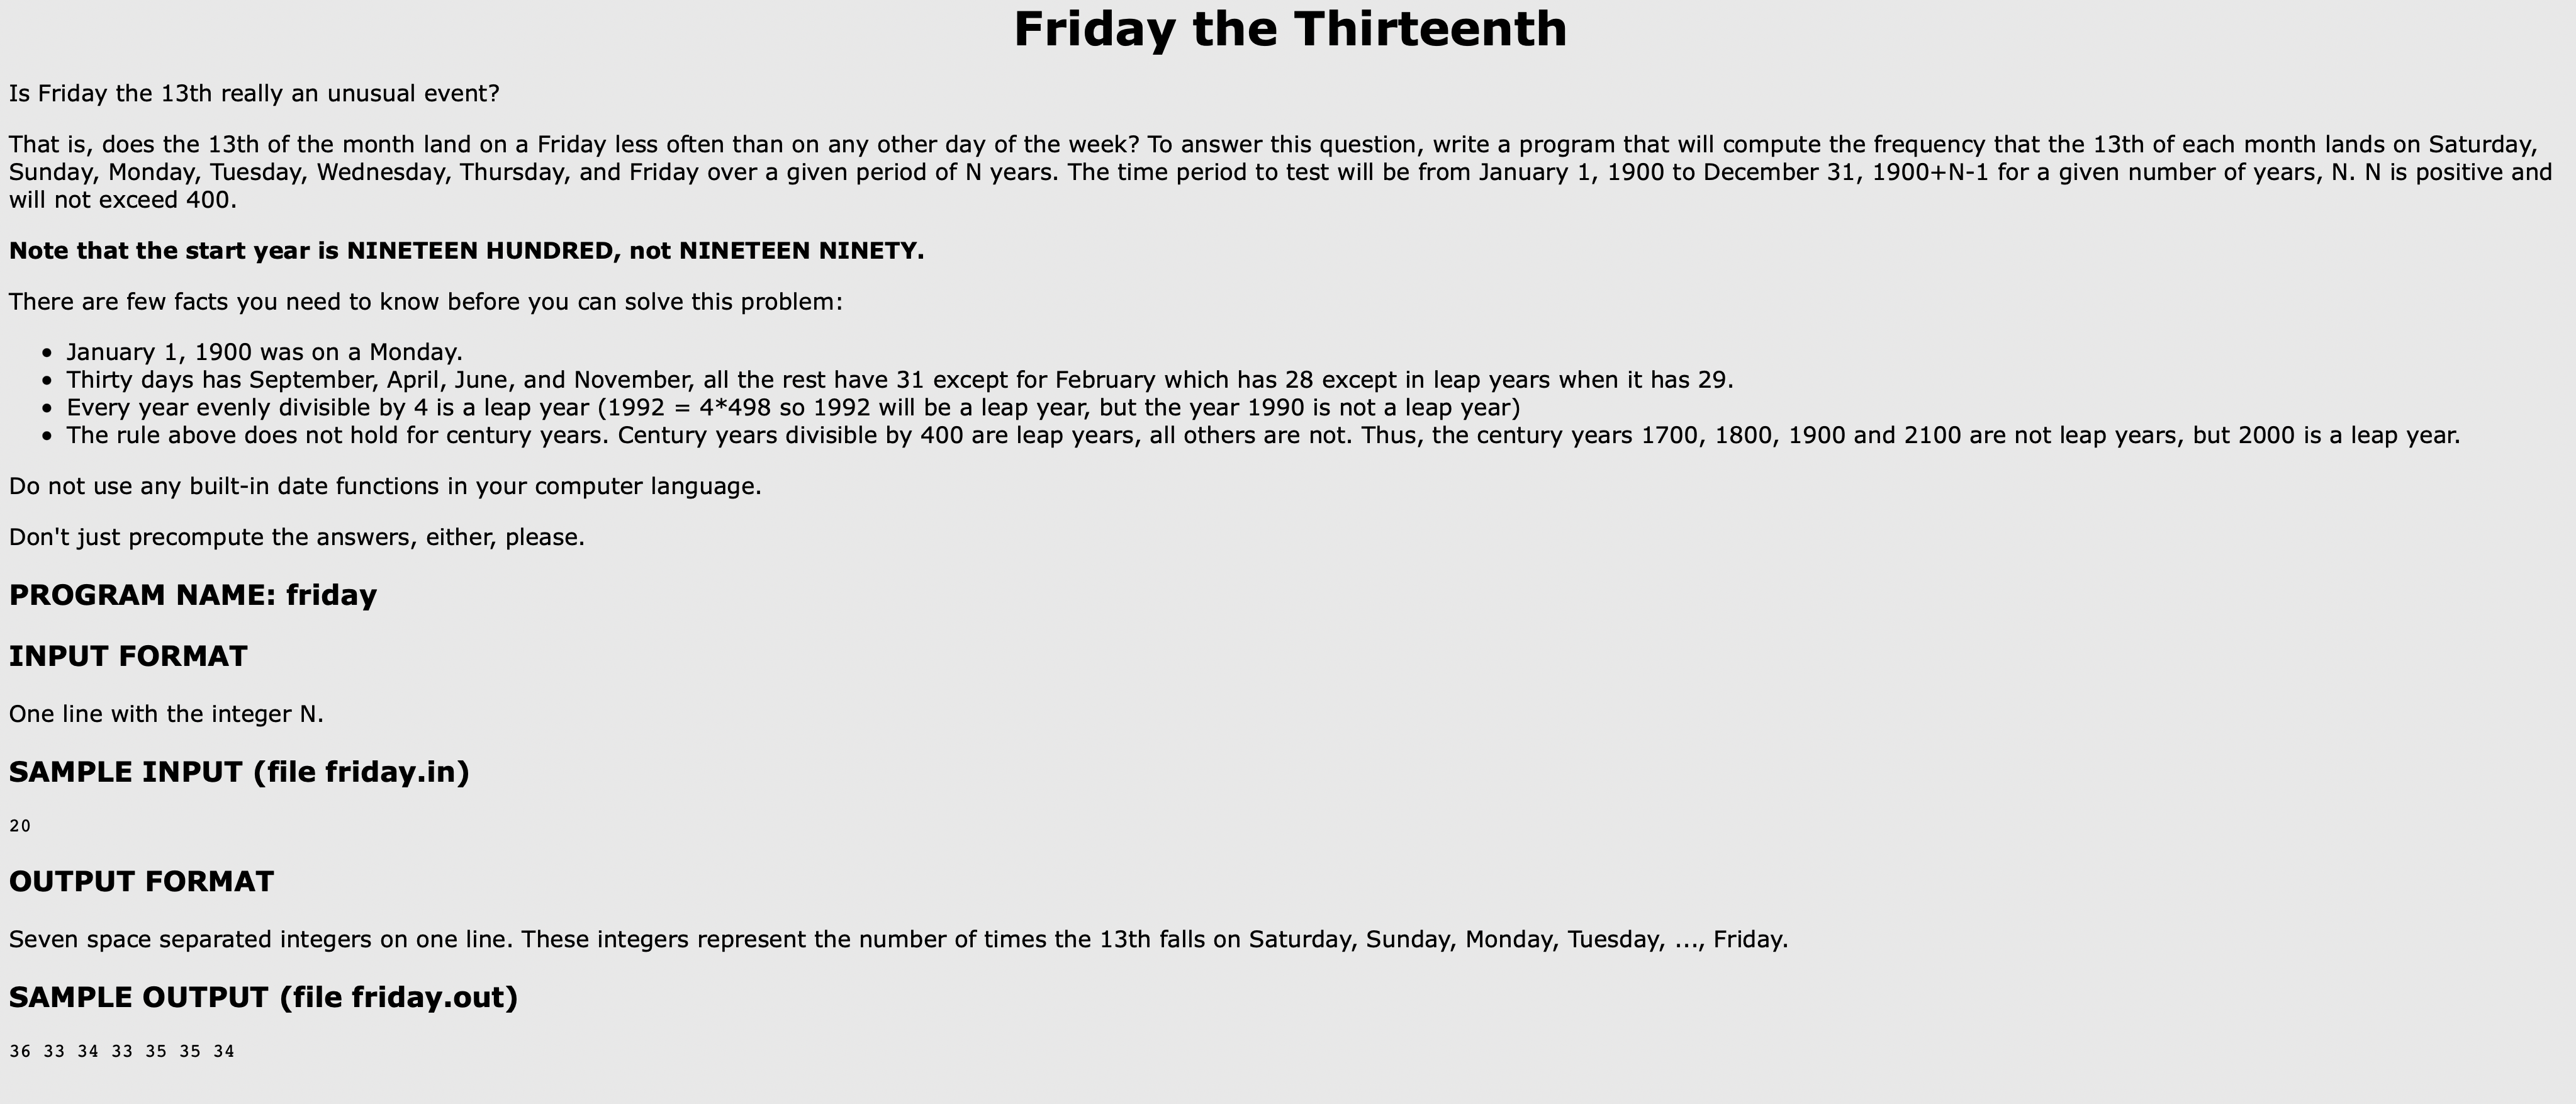 Friday the Thirteenth
Is Friday the 13th really an unusual event?
That is, does the 13th of the month land on a Friday less often than on any other day of the week? To answer this question, write a program that will compute the frequency that the 13th of each month lands on Saturday,
Sunday, Monday, Tuesday, Wednesday, Thursday, and Friday over a given period of N years. The time period to test will be from January 1, 1900 to December 31, 1900+N-1 for a given number of years, N. N is positive and
will not exceed 400.
Note that the start year is NINETEEN HUNDRED, not NINETEEN NINETY.
There are few facts you need to know before you can solve this problem:
• January 1, 1900 was on a Monday.
• Thirty days has September, April, June, and November, all the rest have 31 except for February which has 28 except in leap years when it has 29.
• Every year evenly divisible by 4 is a leap year (1992 = 4*498 so 1992 will be a leap year, but the year 1990 is not a leap year)
• The rule above does not hold for century years. Century years divisible by 400 are leap years, all others are not. Thus, the century years 1700, 1800, 1900 and 2100 are not leap years, but 2000 is a leap year.
Do not use any built-in date functions in your computer language.
Don't just precompute the answers, either, please.
PROGRAM NAME: friday
INPUT FORMAT
One line with the integer N.
SAMPLE INPUT (file friday.in)
20
OUTPUT FORMAT
Seven space separated integers on one line. These integers represent the number of times the 13th falls on Saturday, Sunday, Monday, Tuesday, ..., Friday.
SAMPLE OUTPUT (file friday.out)
36 33 34 33 35 35 34